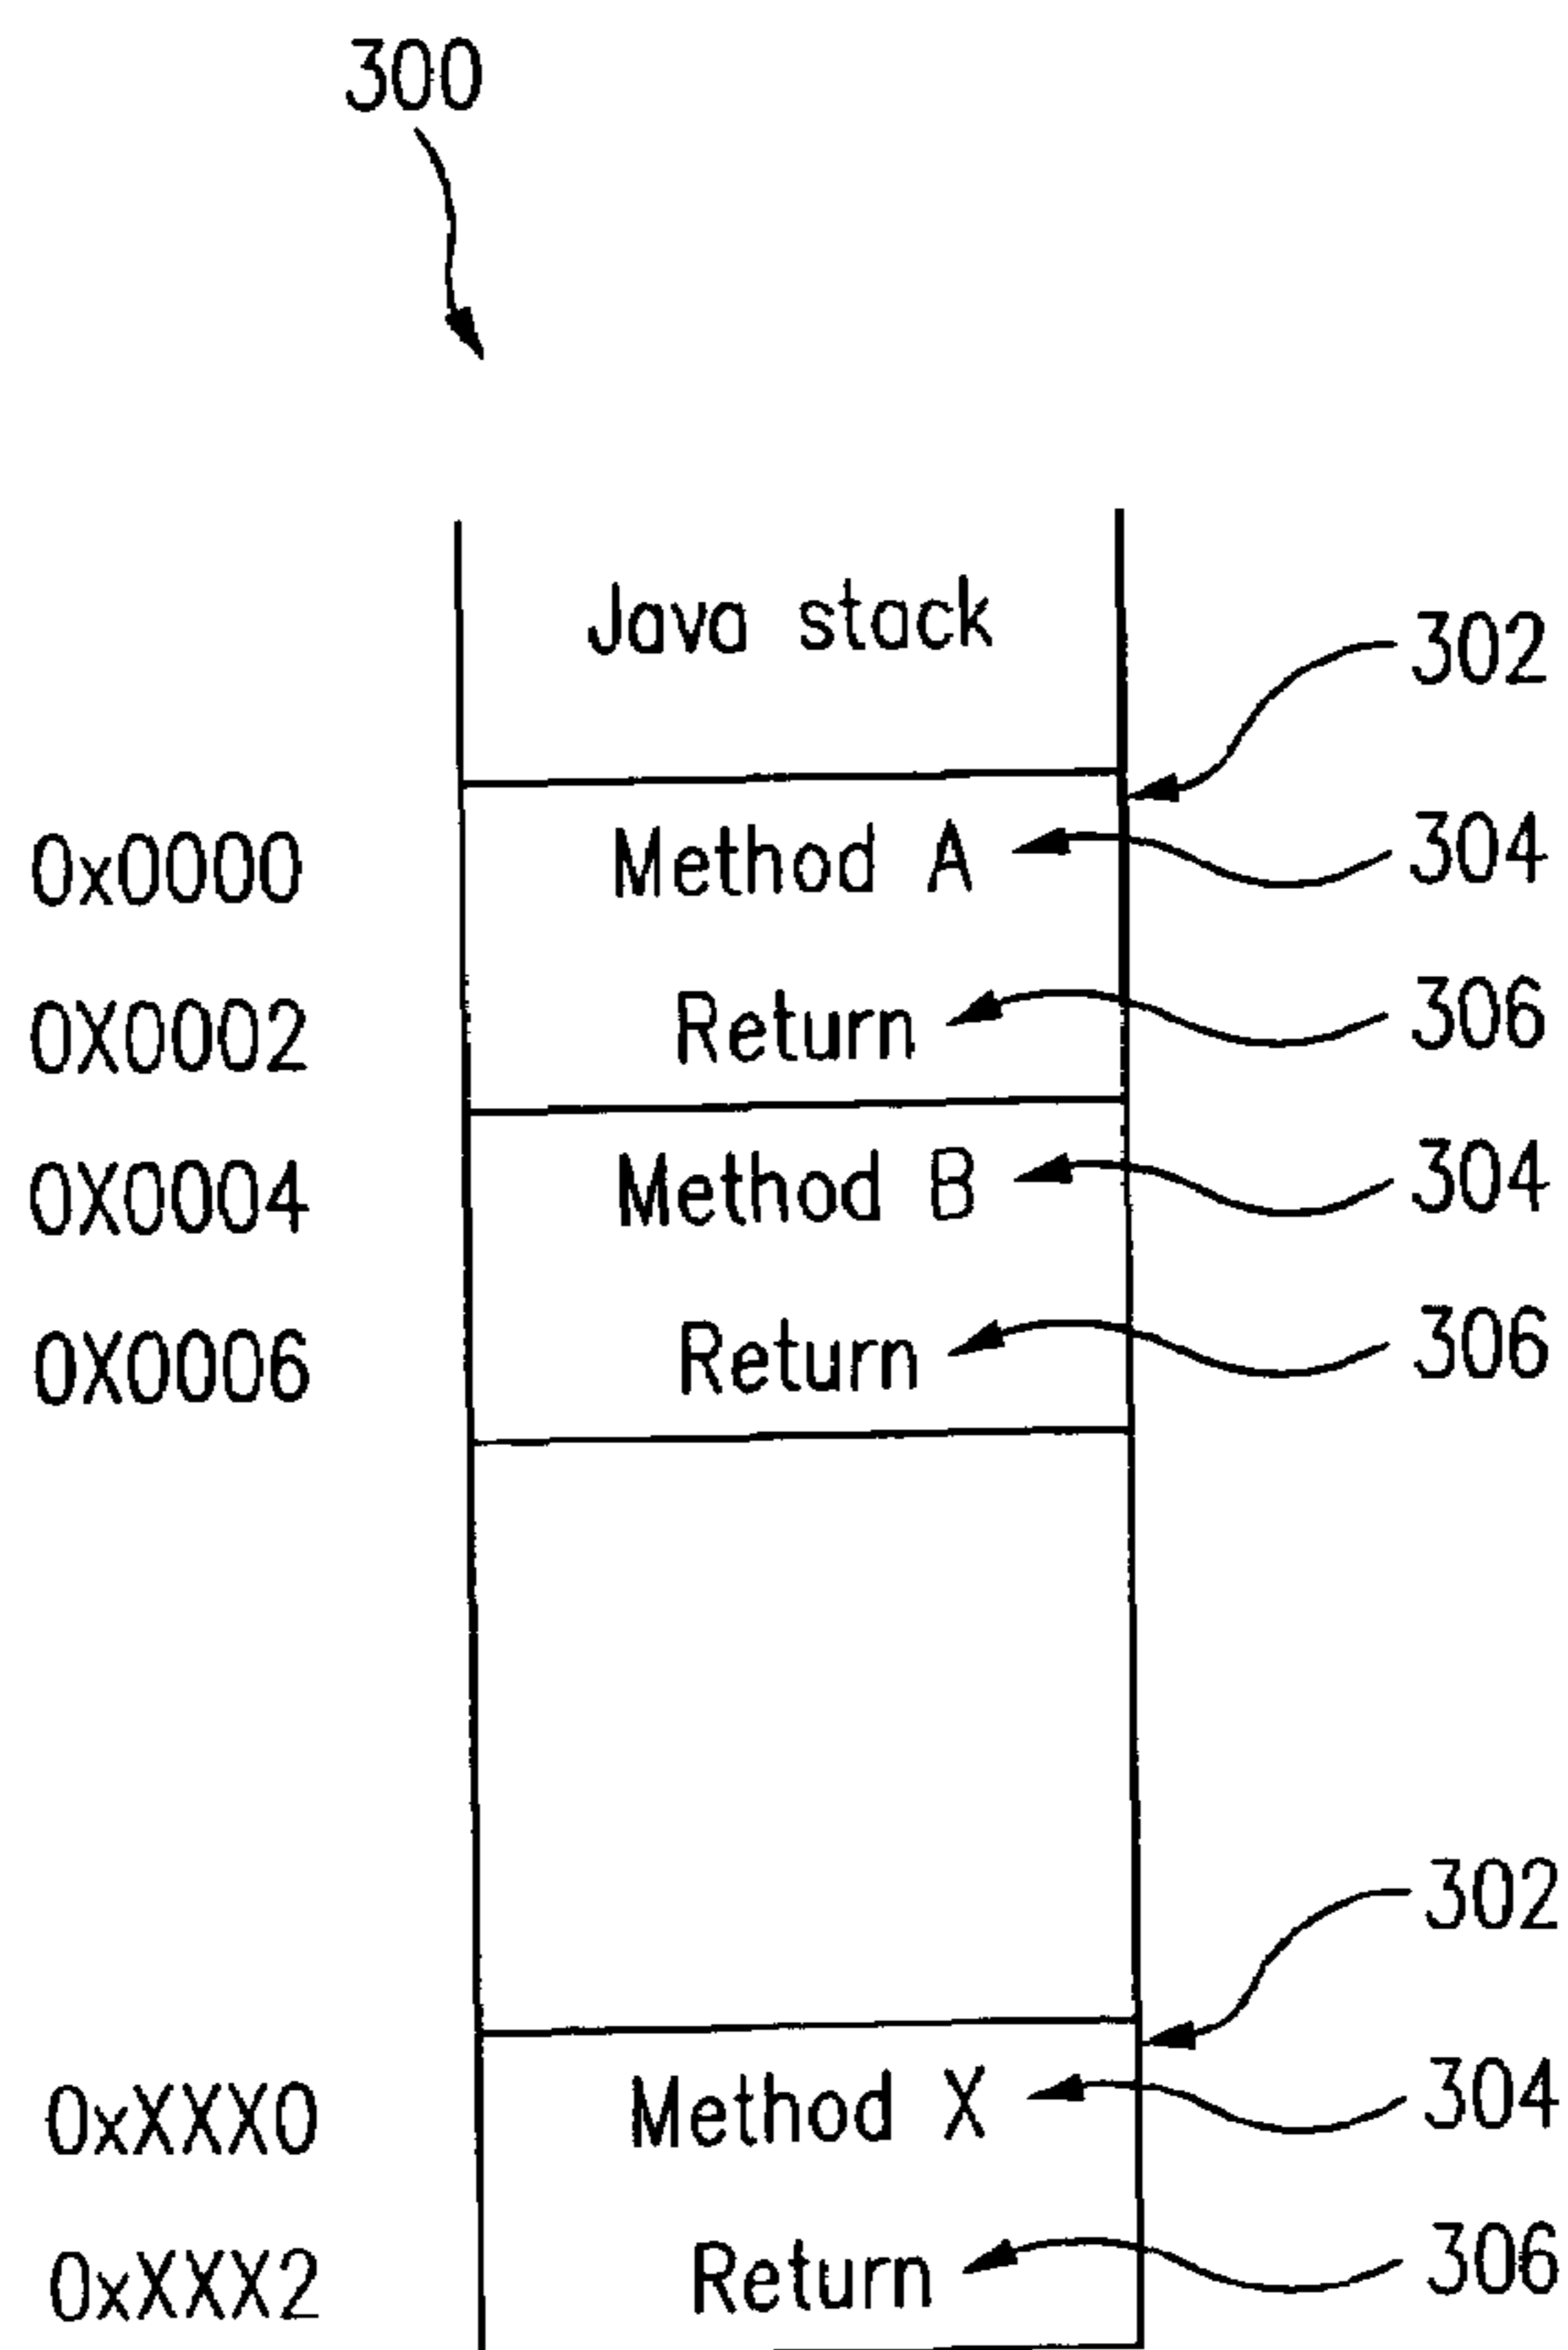 300
Java stack
302
0x0000 Method A 304
0X0002 Return 306
0X0004 Method B 304
0X0006 Return 306
302
0xXXX0 Method X 304
0xXXX2 Return 306